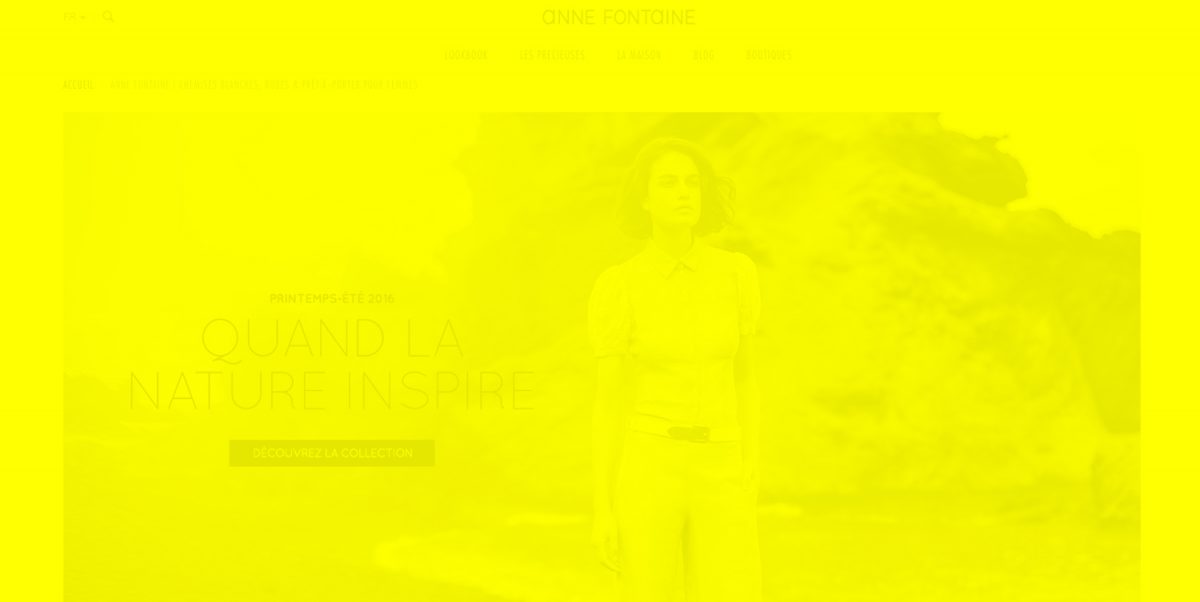 FR
ANNE FONTAINE
LOOKBOOK LES PRÉCIEUSES LA MAISON BLOG BOUTIQUES
ACCUEIL / ANNE FONTAINE | CHEMISES BLANCHES, ROBES & PRÊT-À-PORTER POUR FEMMES
PRINTEMPS-ÉTÉ 2016
QUAND LA
NATURE INSPIRE
DÉCOUVREZ LA COLLECTION